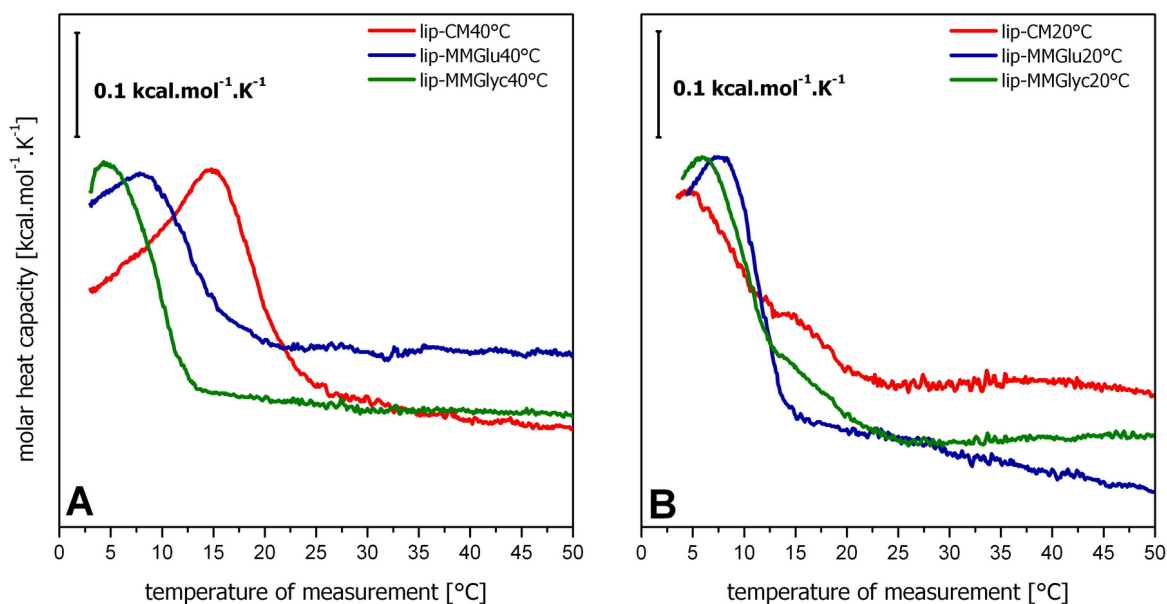 molar heat capacity [kcal.mol⁻¹.K⁻¹]
0.1 kcal.mol⁻¹.K⁻¹
lip-CM40°C
lip-MMGlu40°C
lip-MMGlyc40°C
A
0 5 10 15 20 25 30 35 40 45 50
temperature of measurement [°C]
0.1 kcal.mol⁻¹.K⁻¹
lip-CM20°C
lip-MMGlu20°C
lip-MMGlyc20°C
B
0 5 10 15 20 25 30 35 40 45 50
temperature of measurement [°C]